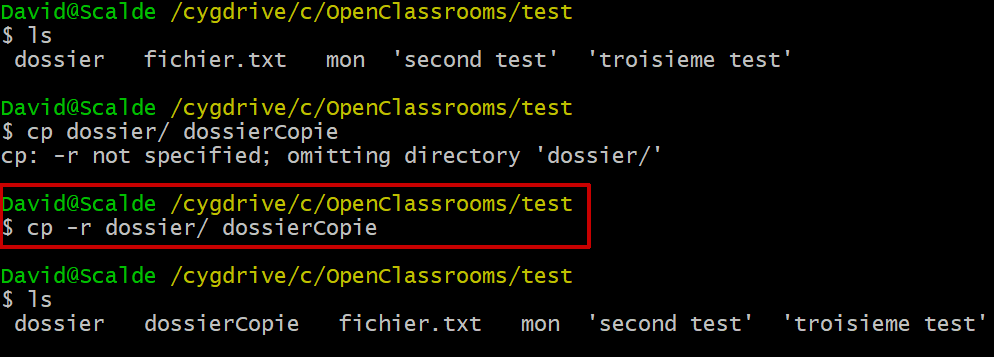 David@Scalde /cygdrive/c/OpenClassrooms/test
$ ls
dossier   fichier.txt   mon  'second test'  'troisieme test'
David@Scalde /cygdrive/c/OpenClassrooms/test
$ cp dossier/ dossierCopie
cp: -r not specified; omitting directory 'dossier/'
David@Scalde /cygdrive/c/OpenClassrooms/test
$ cp -r dossier/ dossierCopie
David@Scalde /cygdrive/c/OpenClassrooms/test
$ ls
dossier   dossierCopie   fichier.txt   mon  'second test'  'troisieme test'